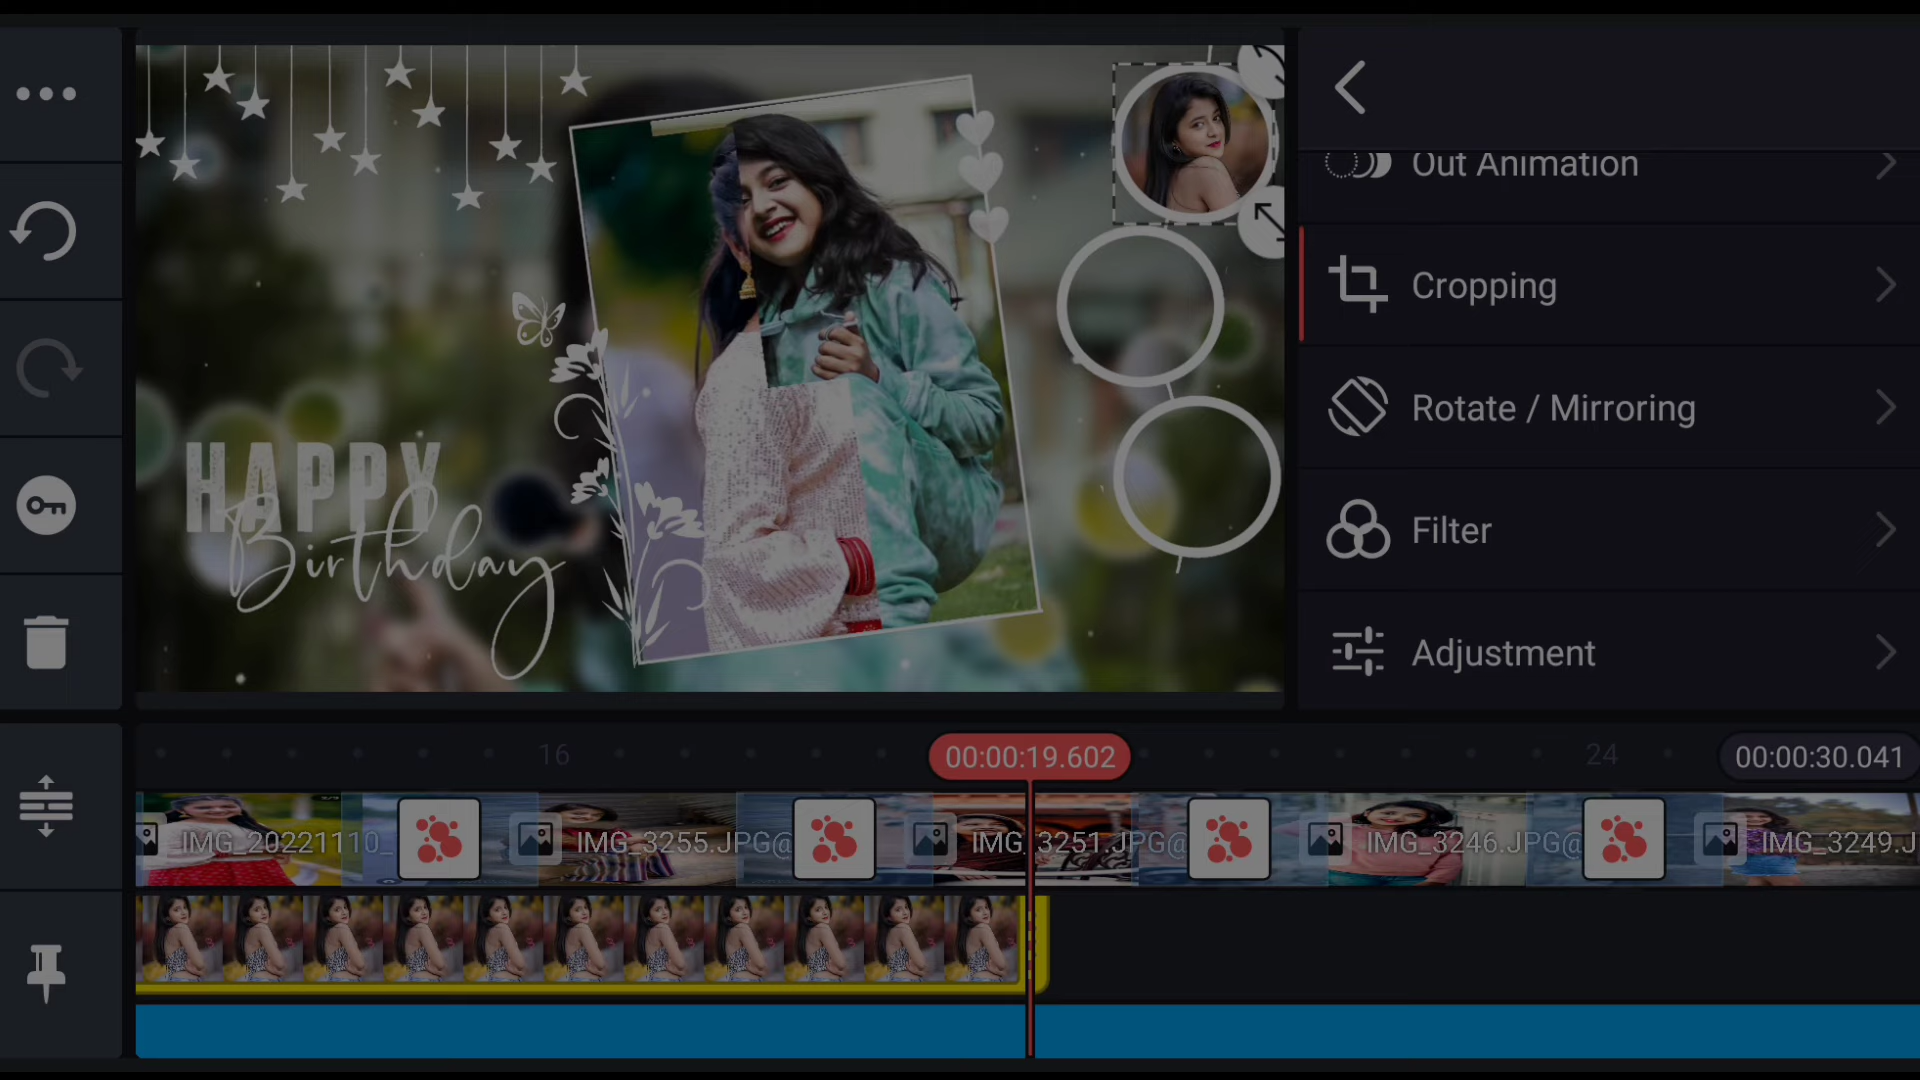 HAPPY
Birthday
Out Animation
Cropping
Rotate / Mirroring
Filter
Adjustment
16
00:00:19.602
24
00:00:30.041
IMG_20221110_
IMG_3255.JPG@
IMG_3251.JPG@
IMG_3246.JPG@
IMG_3249.J